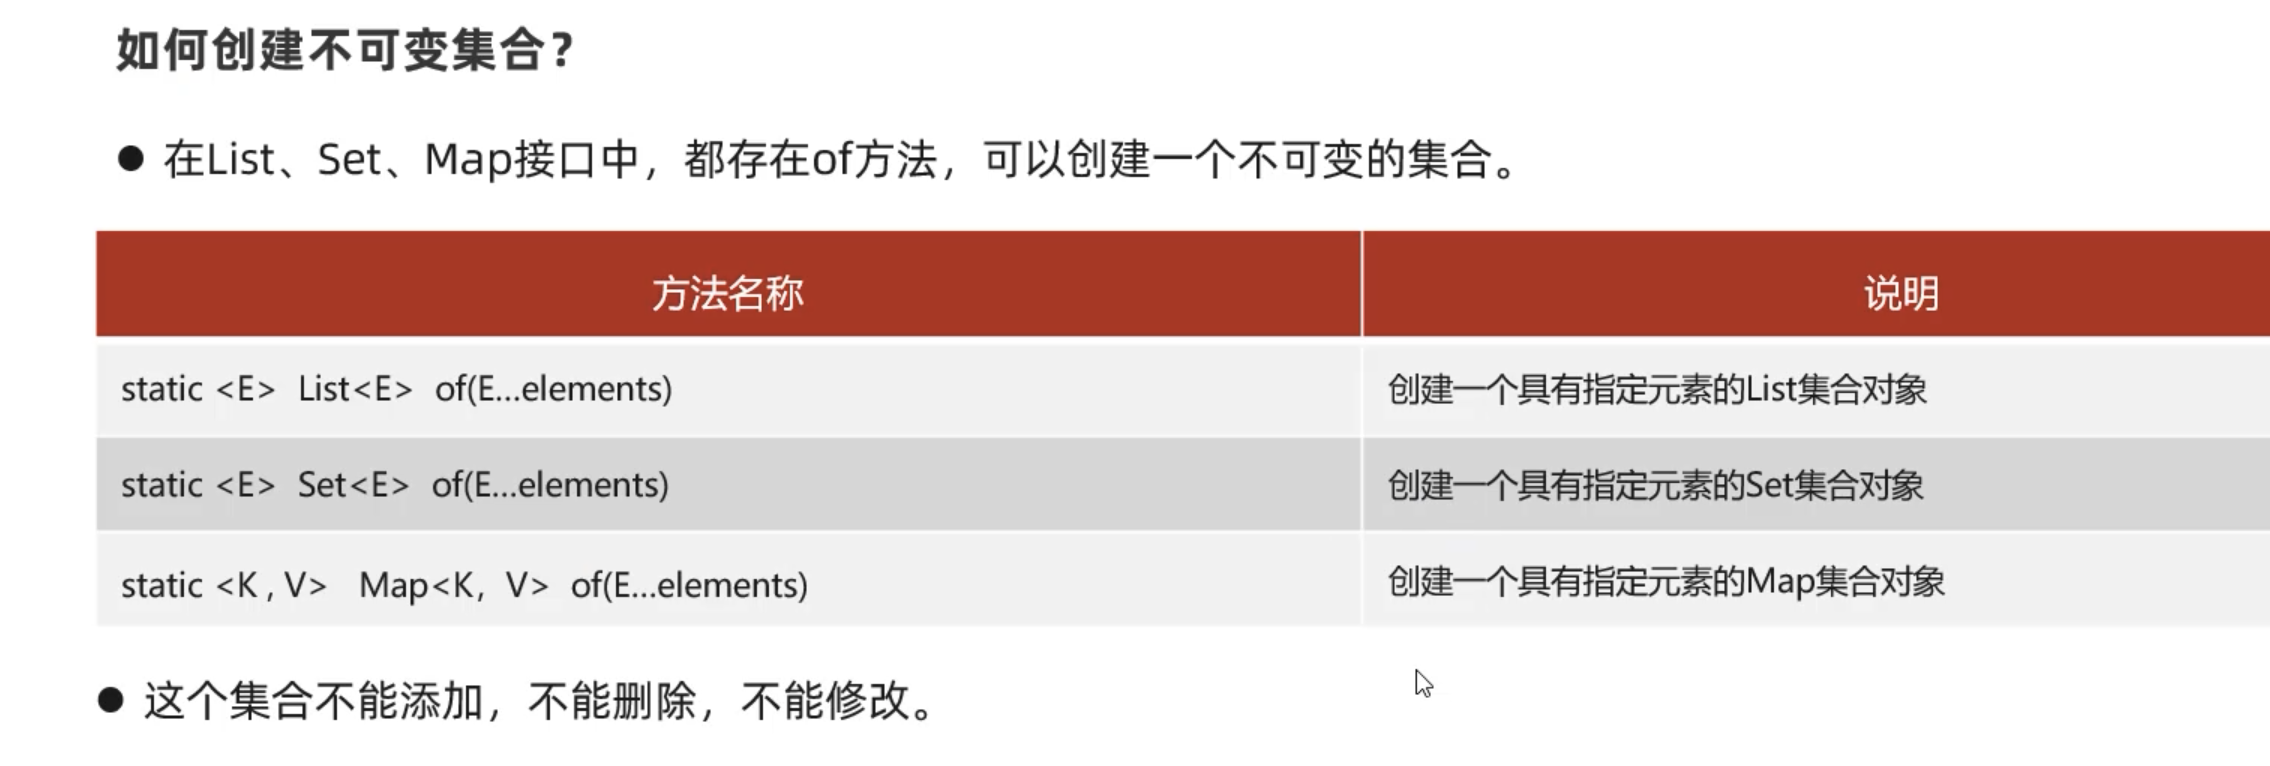 如何创建不可变集合？
● 在List、Set、Map接口中，都存在of方法，可以创建一个不可变的集合。
方法名称 说明
static <E> List<E> of(E...elements) 创建一个具有指定元素的List集合对象
static <E> Set<E> of(E...elements) 创建一个具有指定元素的Set集合对象
static <K , V> Map<K， V> of(E...elements) 创建一个具有指定元素的Map集合对象
● 这个集合不能添加，不能删除，不能修改。